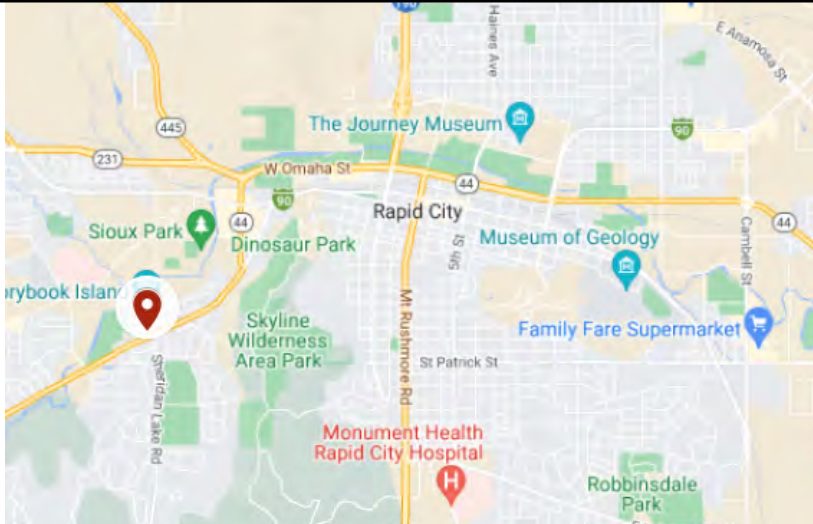 190
Haines Ave
E Anamosa St
445
The Journey Museum
90
231
W Omaha St
44
90
Rapid City
44
44
Sioux Park
Dinosaur Park
5th St
Museum of Geology
Cambell St
orybook Island
Mt Rushmore Rd
Skyline
Wilderness
Area Park
Family Fare Supermarket
St Patrick St
Sheridan Lake Rd
Monument Health
Rapid City Hospital
H
Robbinsdale
Park